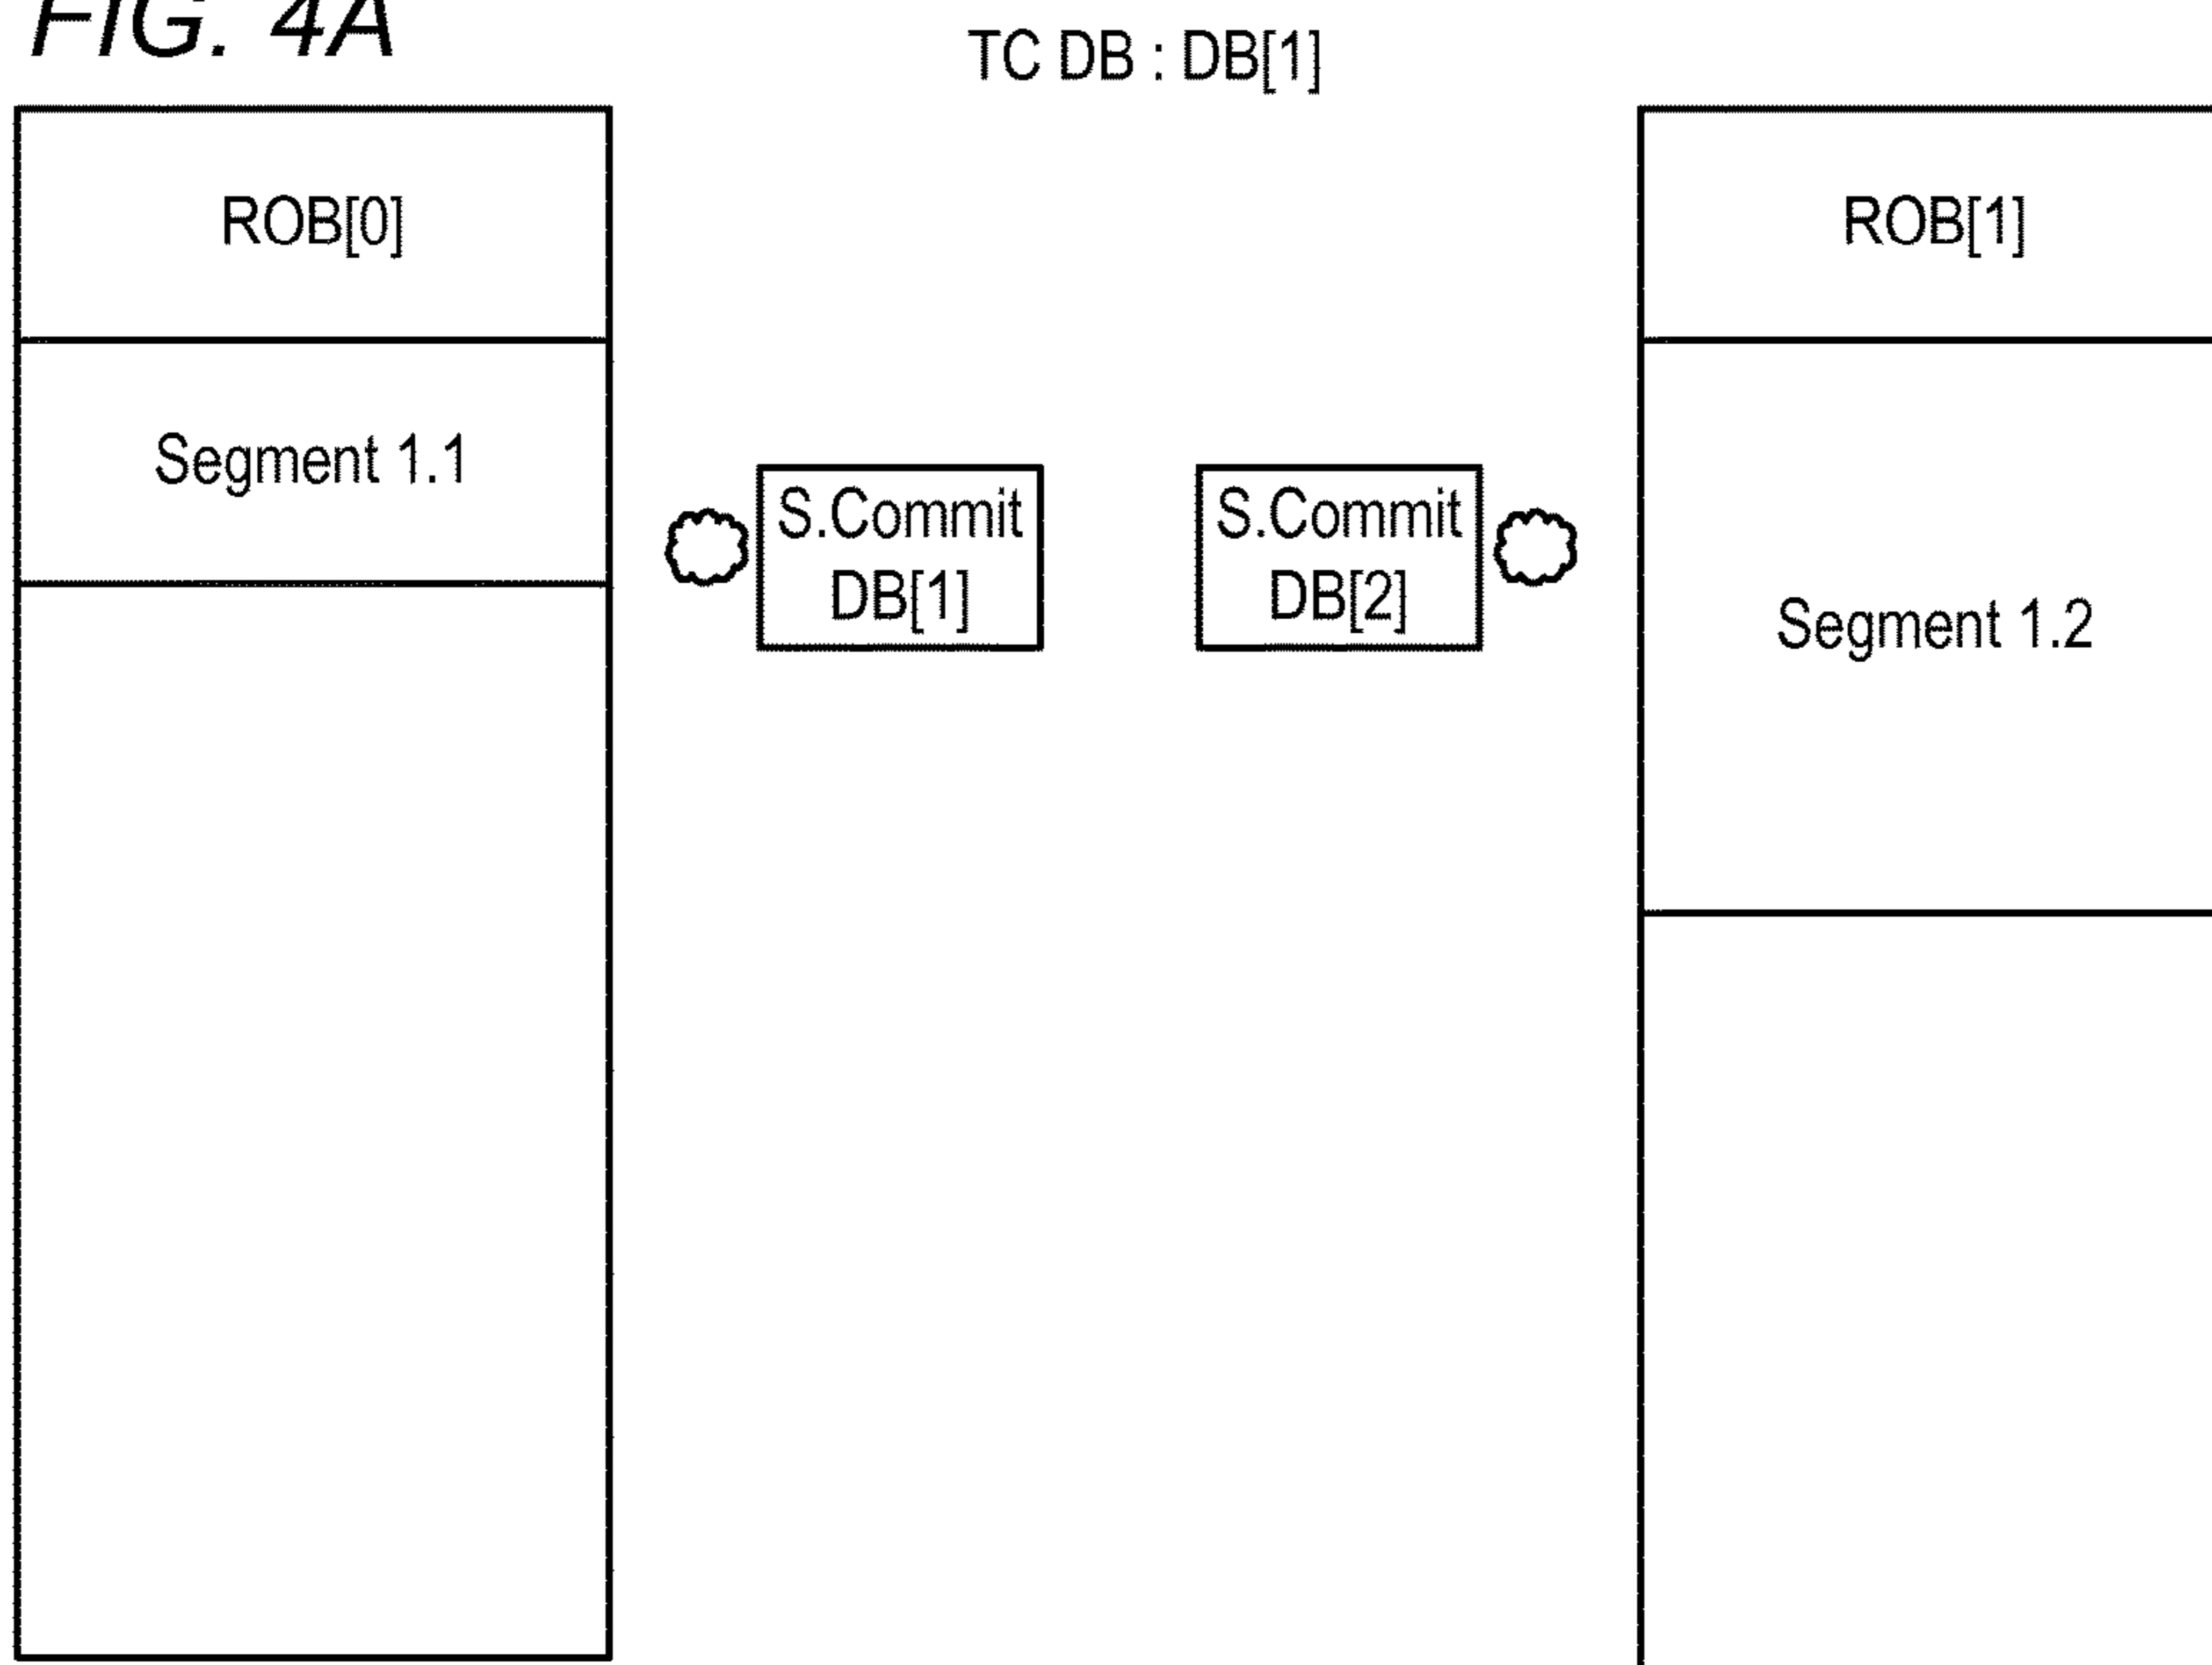 FIG. 4A
TC DB : DB[1]
ROB[0]
ROB[1]
Segment 1.1
S.Commit
DB[1]
S.Commit
DB[2]
Segment 1.2